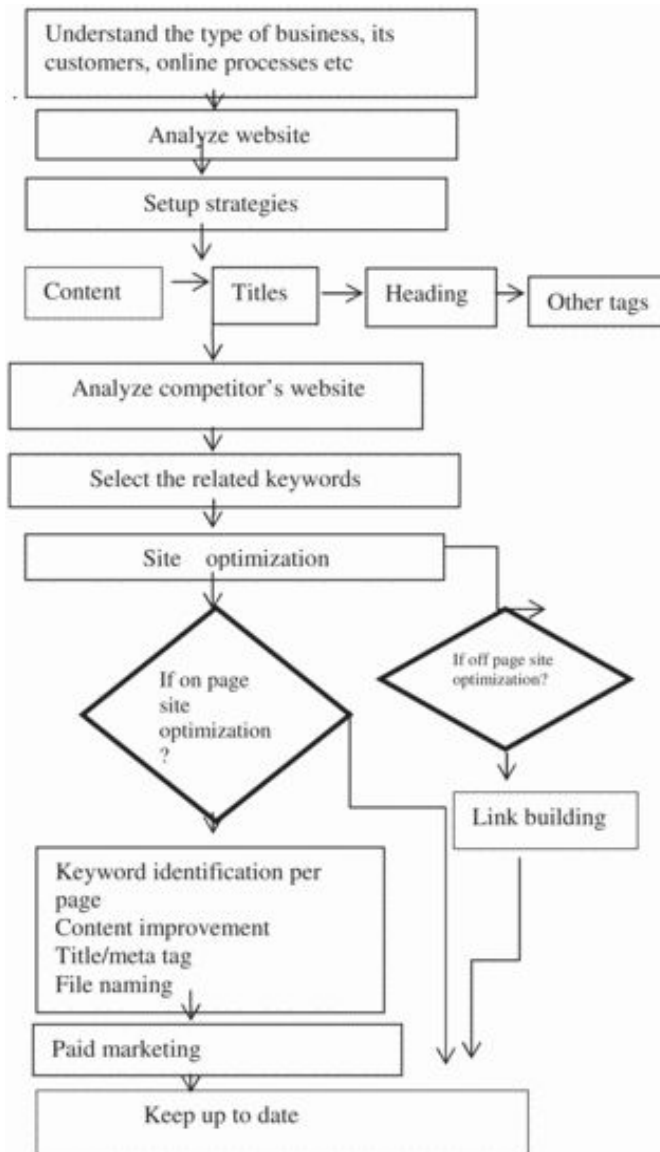 Understand the type of business, its
customers, online processes etc
Analyze website
Setup strategies
Content
Titles
Heading
Other tags
Analyze competitor's website
Select the related keywords
Site optimization
If on page
site
optimization
?
If off page site
optimization?
Link building
Keyword identification per
page
Content improvement
Title/meta tag
File naming
Paid marketing
Keep up to date